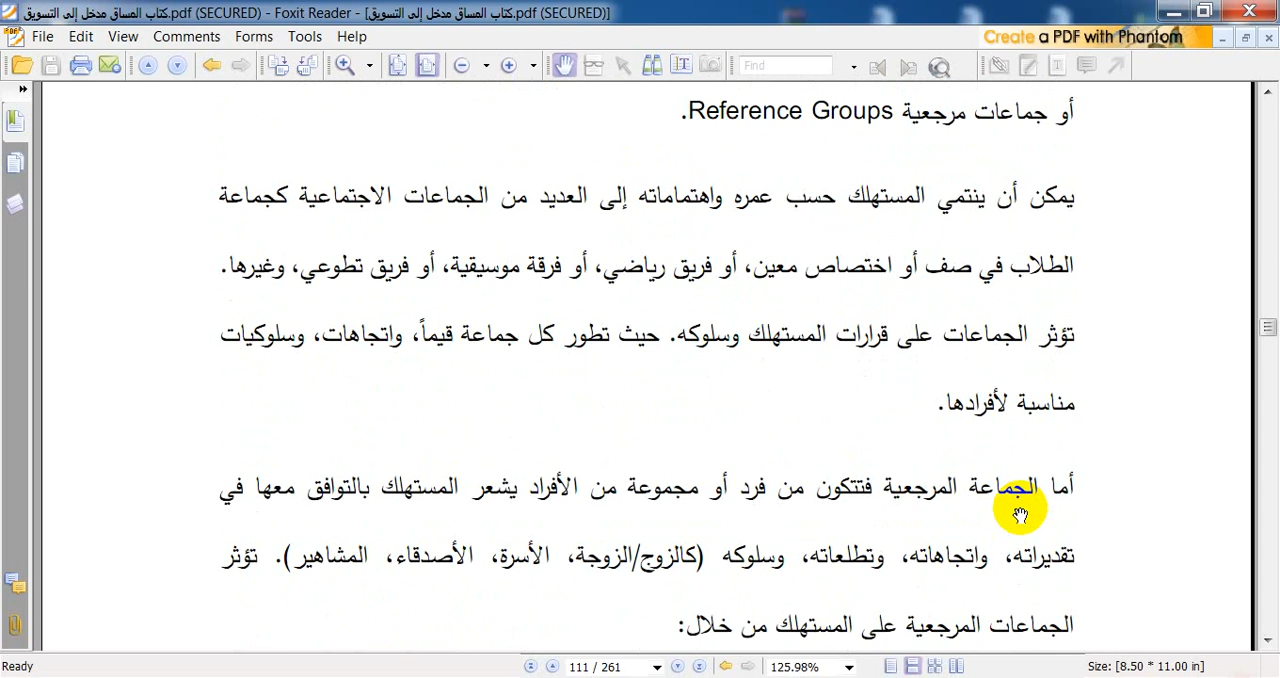 كتاب المساق مدخل إلى التسويق.pdf (SECURED) - Foxit Reader - [كتاب المساق مدخل إلى التسويق.pdf (SECURED)]
File Edit View Comments Forms Tools Help
Create a PDF with Phantom
Find
أو جماعات مرجعية Reference Groups.
يمكن أن ينتمي المستهلك حسب عمره واهتماماته إلى العديد من الجماعات الاجتماعية كجماعة
الطلاب في صف أو اختصاص معين، أو فريق رياضي، أو فرقة موسيقية، أو فريق تطوعي، وغيرها.
تؤثر الجماعات على قرارات المستهلك وسلوكه. حيث تطور كل جماعة قيماً، واتجاهات، وسلوكيات
مناسبة لأفرادها.
أما الجماعة المرجعية فتتكون من فرد أو مجموعة من الأفراد يشعر المستهلك بالتوافق معها في
تقديراته، واتجاهاته، وتطلعاته، وسلوكه (كالزوج/الزوجة، الأسرة، الأصدقاء، المشاهير). تؤثر
الجماعات المرجعية على المستهلك من خلال:
Ready 111 / 261 125.98% Size: [8.50 * 11.00 in]